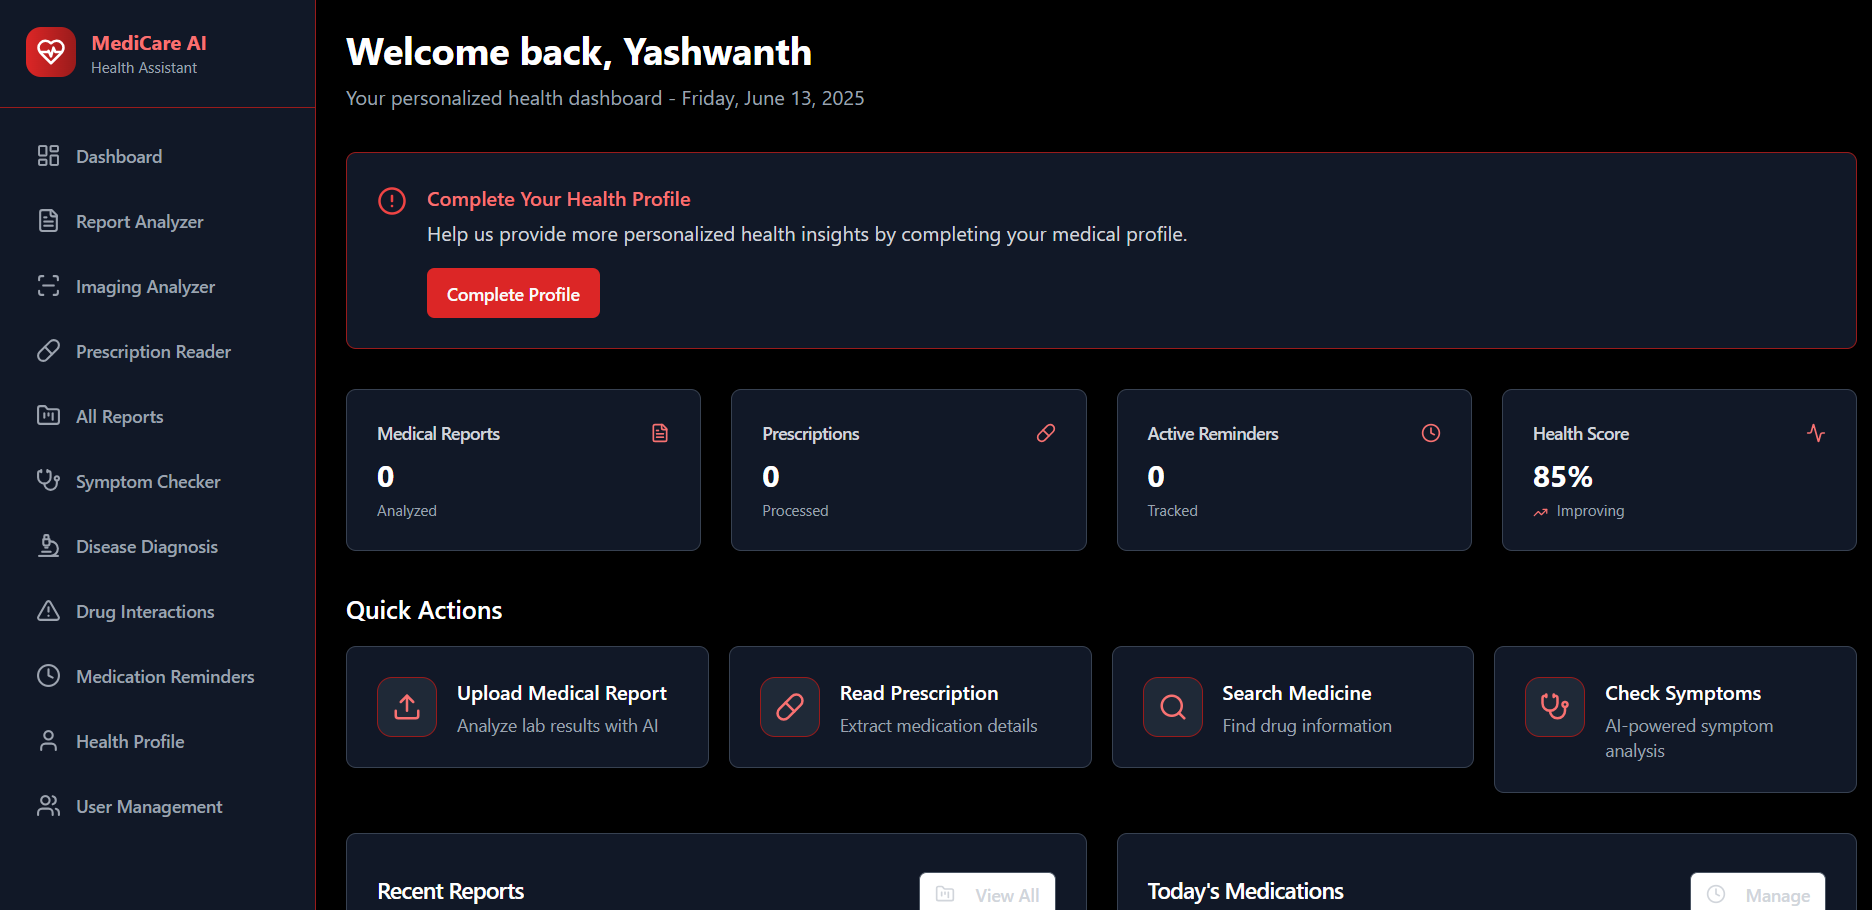 MediCare AI
Health Assistant
Dashboard
Report Analyzer
Imaging Analyzer
Prescription Reader
All Reports
Symptom Checker
Disease Diagnosis
Drug Interactions
Medication Reminders
Health Profile
User Management
Welcome back, Yashwanth
Your personalized health dashboard - Friday, June 13, 2025
Complete Your Health Profile
Help us provide more personalized health insights by completing your medical profile.
Complete Profile
Medical Reports
0
Analyzed
Prescriptions
0
Processed
Active Reminders
0
Tracked
Health Score
85%
Improving
Quick Actions
Upload Medical Report
Analyze lab results with AI
Read Prescription
Extract medication details
Search Medicine
Find drug information
Check Symptoms
AI-powered symptom
analysis
Recent Reports
View All
Today's Medications
Manage